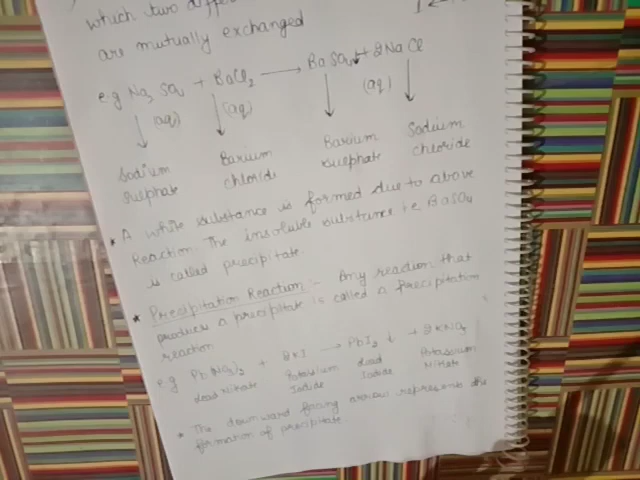 which two
are mutually exchanged
e.g Na2 SO4 + BaCl2 → BaSO4↓ + 2NaCl
(aq) (aq) (aq)
Sodium Barium Barium Sodium
sulphate chloride sulphate chloride
* A white substance is formed due to above
Reaction. The insoluble substance i.e BaSO4
is called precipitate.
* Precipitation Reaction :- Any reaction that
produces a precipitate is called a Precipitation
reaction
e.g Pb(NO3)2 + 2KI → PbI2 ↓ + 2KNO3
Lead Nitrate Potassium Lead Potassium
Iodide Iodide Nitrate
* The downward facing arrow represents the
formation of precipitate